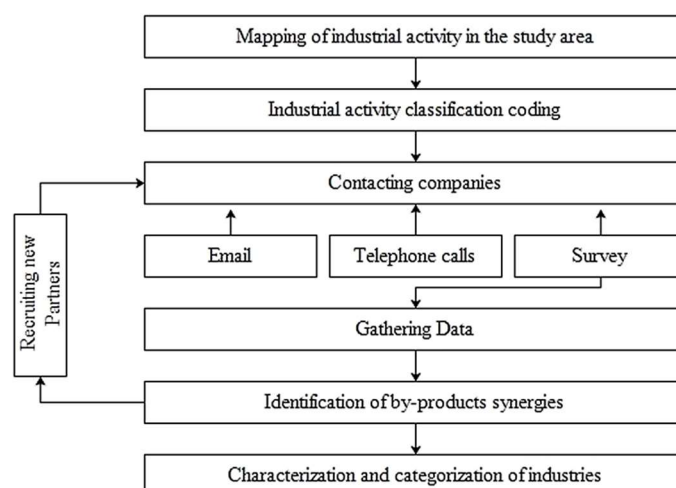 Mapping of industrial activity in the study area
Industrial activity classification coding
Contacting companies
Email
Telephone calls
Survey
Recruiting new
Partners
Gathering Data
Identification of by-products synergies
Characterization and categorization of industries